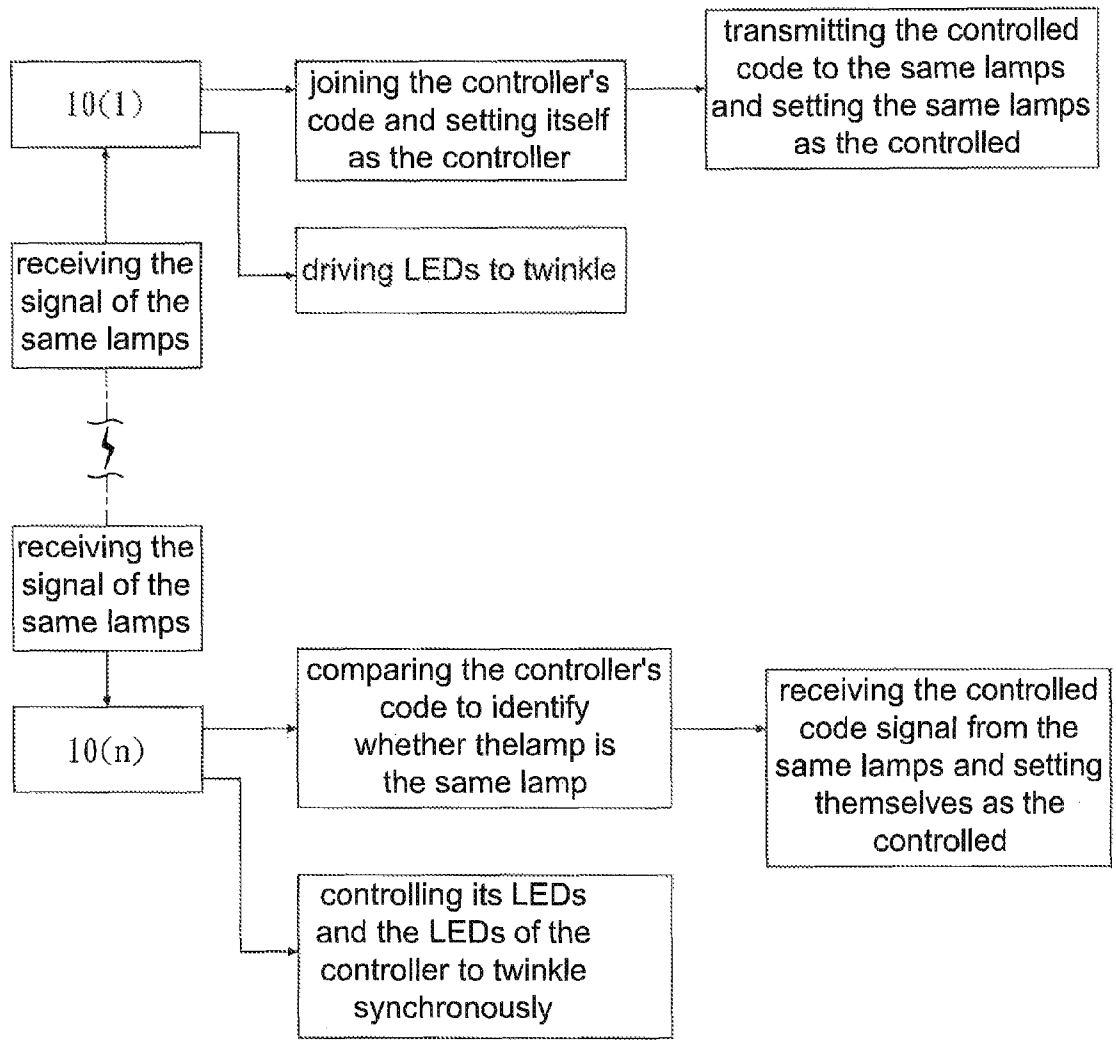 10(1)
joining the controller's
code and setting itself
as the controller
transmitting the controlled
code to the same lamps
and setting the same lamps
as the controlled
driving LEDs to twinkle
receiving the
signal of the
same lamps
receiving the
signal of the
same lamps
10(n)
comparing the controller's
code to identify
whether thelamp is
the same lamp
receiving the controlled
code signal from the
same lamps and setting
themselves as the
controlled
controlling its LEDs
and the LEDs of the
controller to twinkle
synchronously